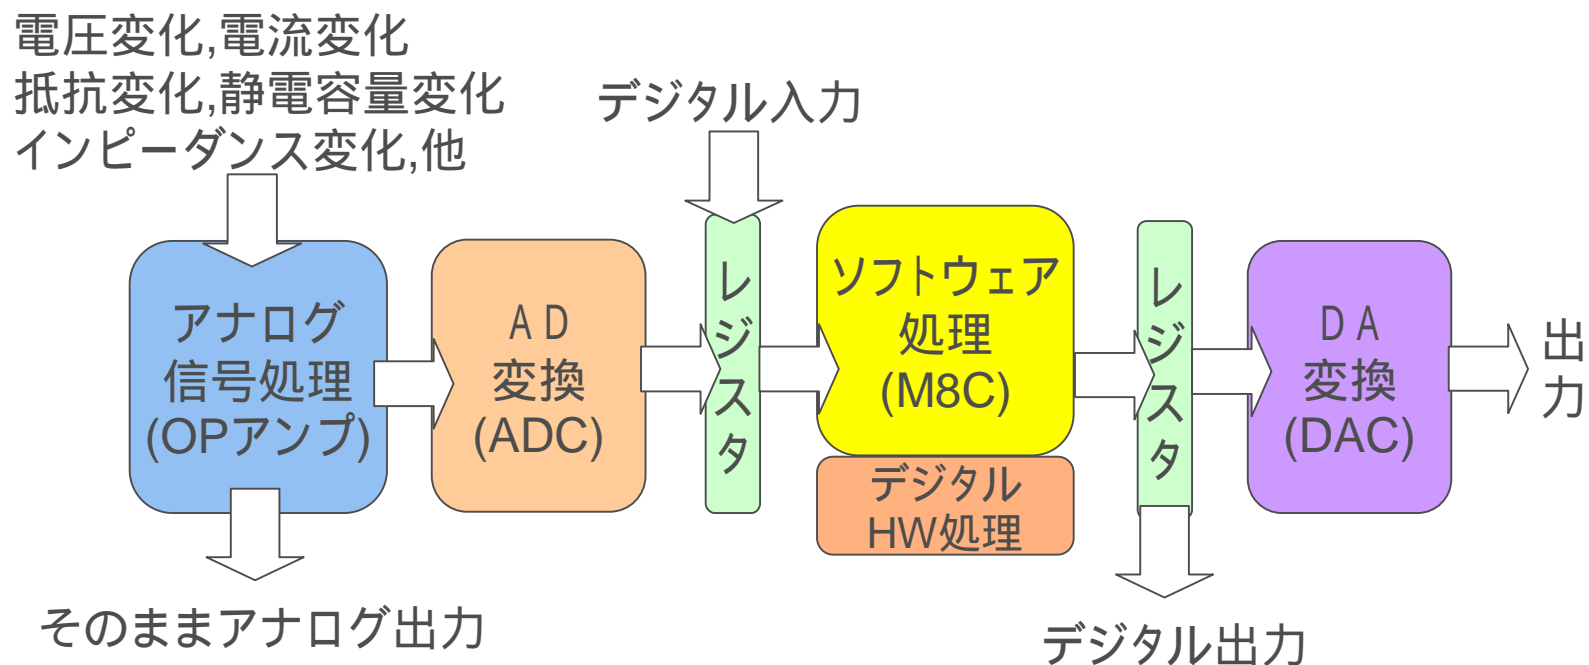 電圧変化,電流変化
抵抗変化,静電容量変化
インピーダンス変化,他
デジタル入力
アナログ
信号処理
(OPアンプ)
ＡＤ
変換
(ADC)
レジスタ
ソフトウェア
処理
(M8C)
デジタル
HW処理
レジスタ
ＤＡ
変換
(DAC)
出力
そのままアナログ出力
デジタル出力